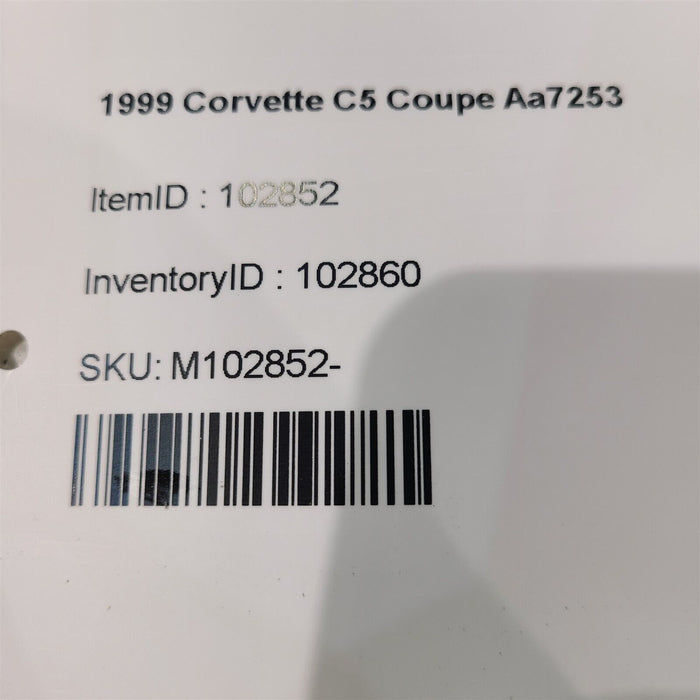 1999 Corvette C5 Coupe Aa7253
ItemID : 102852
InventoryID : 102860
SKU: M102852-